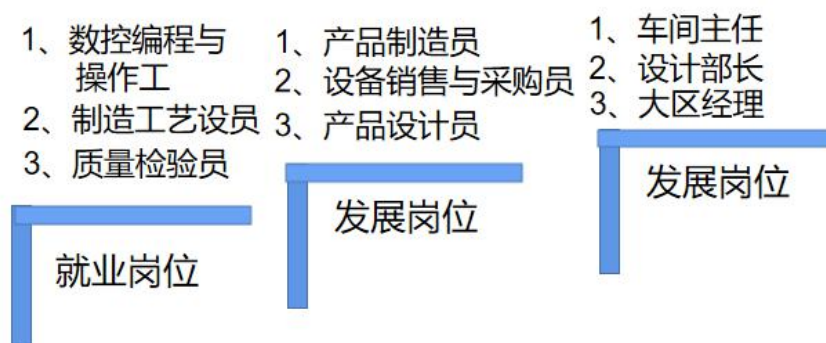 1、数控编程与
操作工
2、制造工艺设员
3、质量检验员
就业岗位
1、产品制造员
2、设备销售与采购员
3、产品设计员
发展岗位
1、车间主任
2、设计部长
3、大区经理
发展岗位